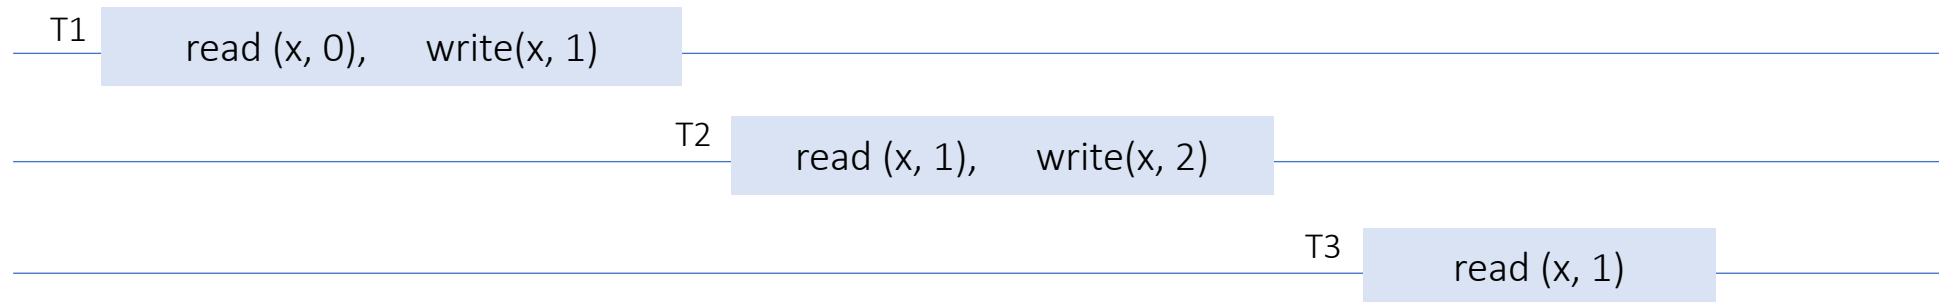 T1 read (x, 0), write(x, 1)
T2 read (x, 1), write(x, 2)
T3 read (x, 1)